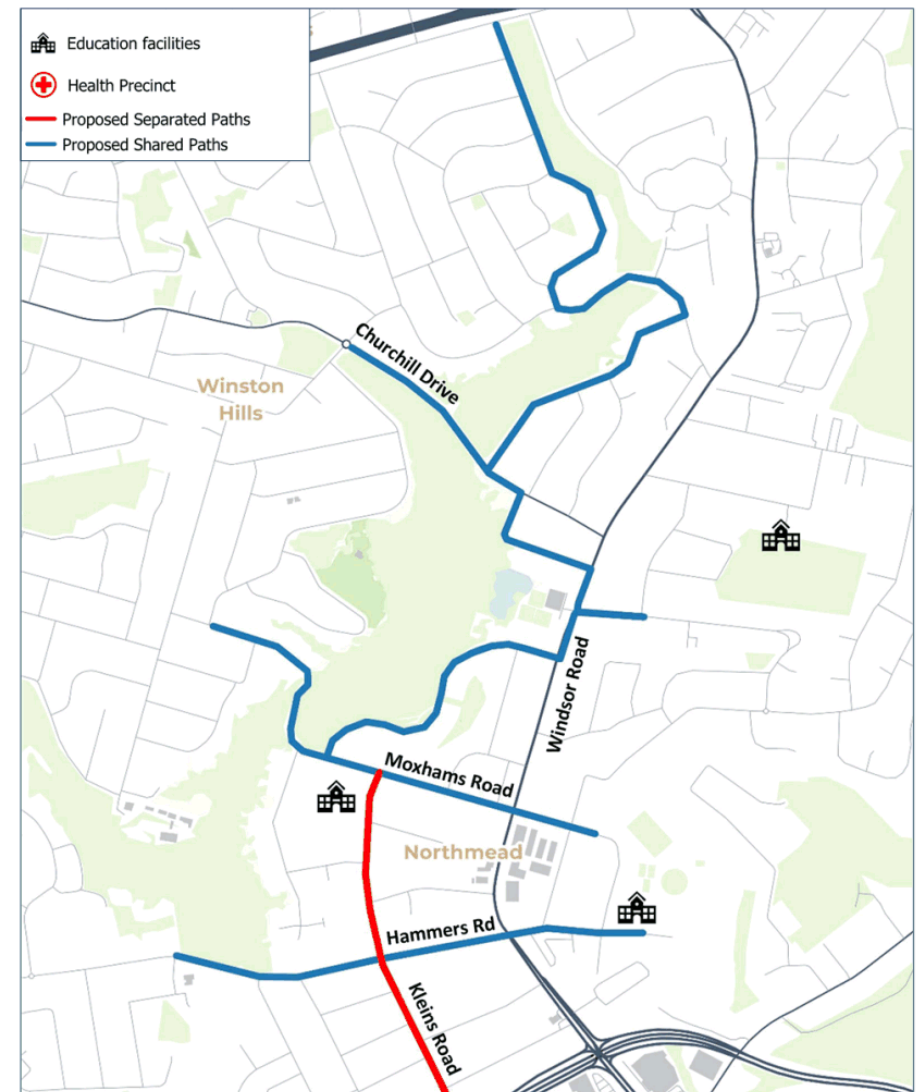 Education facilities
Health Precinct
Proposed Separated Paths
Proposed Shared Paths
Churchill Drive
Winston
Hills
Windsor Road
Moxhams Road
Northmead
Hammers Rd
Kleins Road